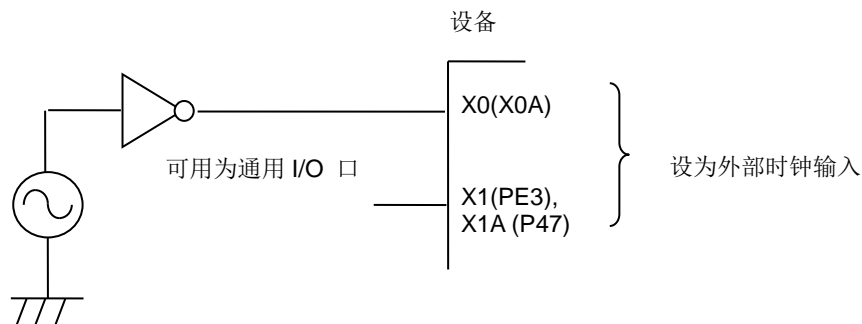 设备
X0(X0A)
可用为通用 I/O 口
设为外部时钟输入
X1(PE3),
X1A (P47)